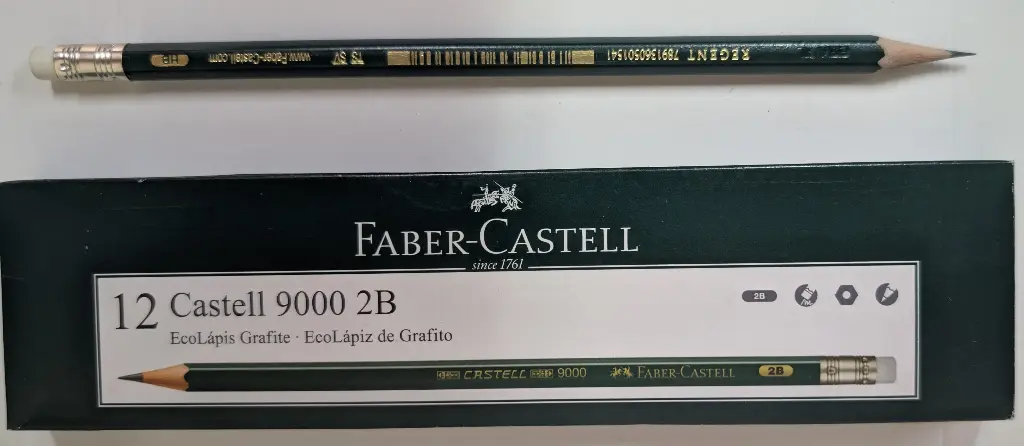 HB www.Faber-Castell.com TS SV 7891360501541 REGENT
FABER-CASTELL
since 1761
12 Castell 9000 2B
2B
EcoLápis Grafite · EcoLápiz de Grafito
CASTELL 9000 FABER-CASTELL 2B